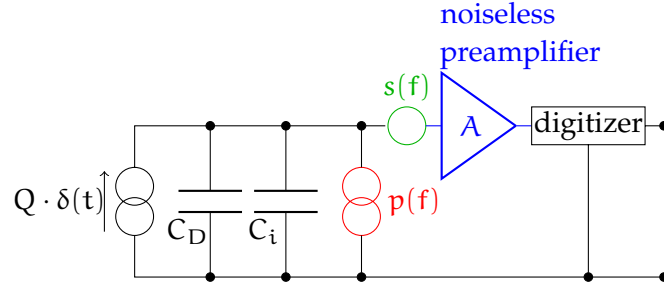 noiseless
preamplifier
s(f)
A
digitizer
Q · δ(t)
C_D
C_i
p(f)